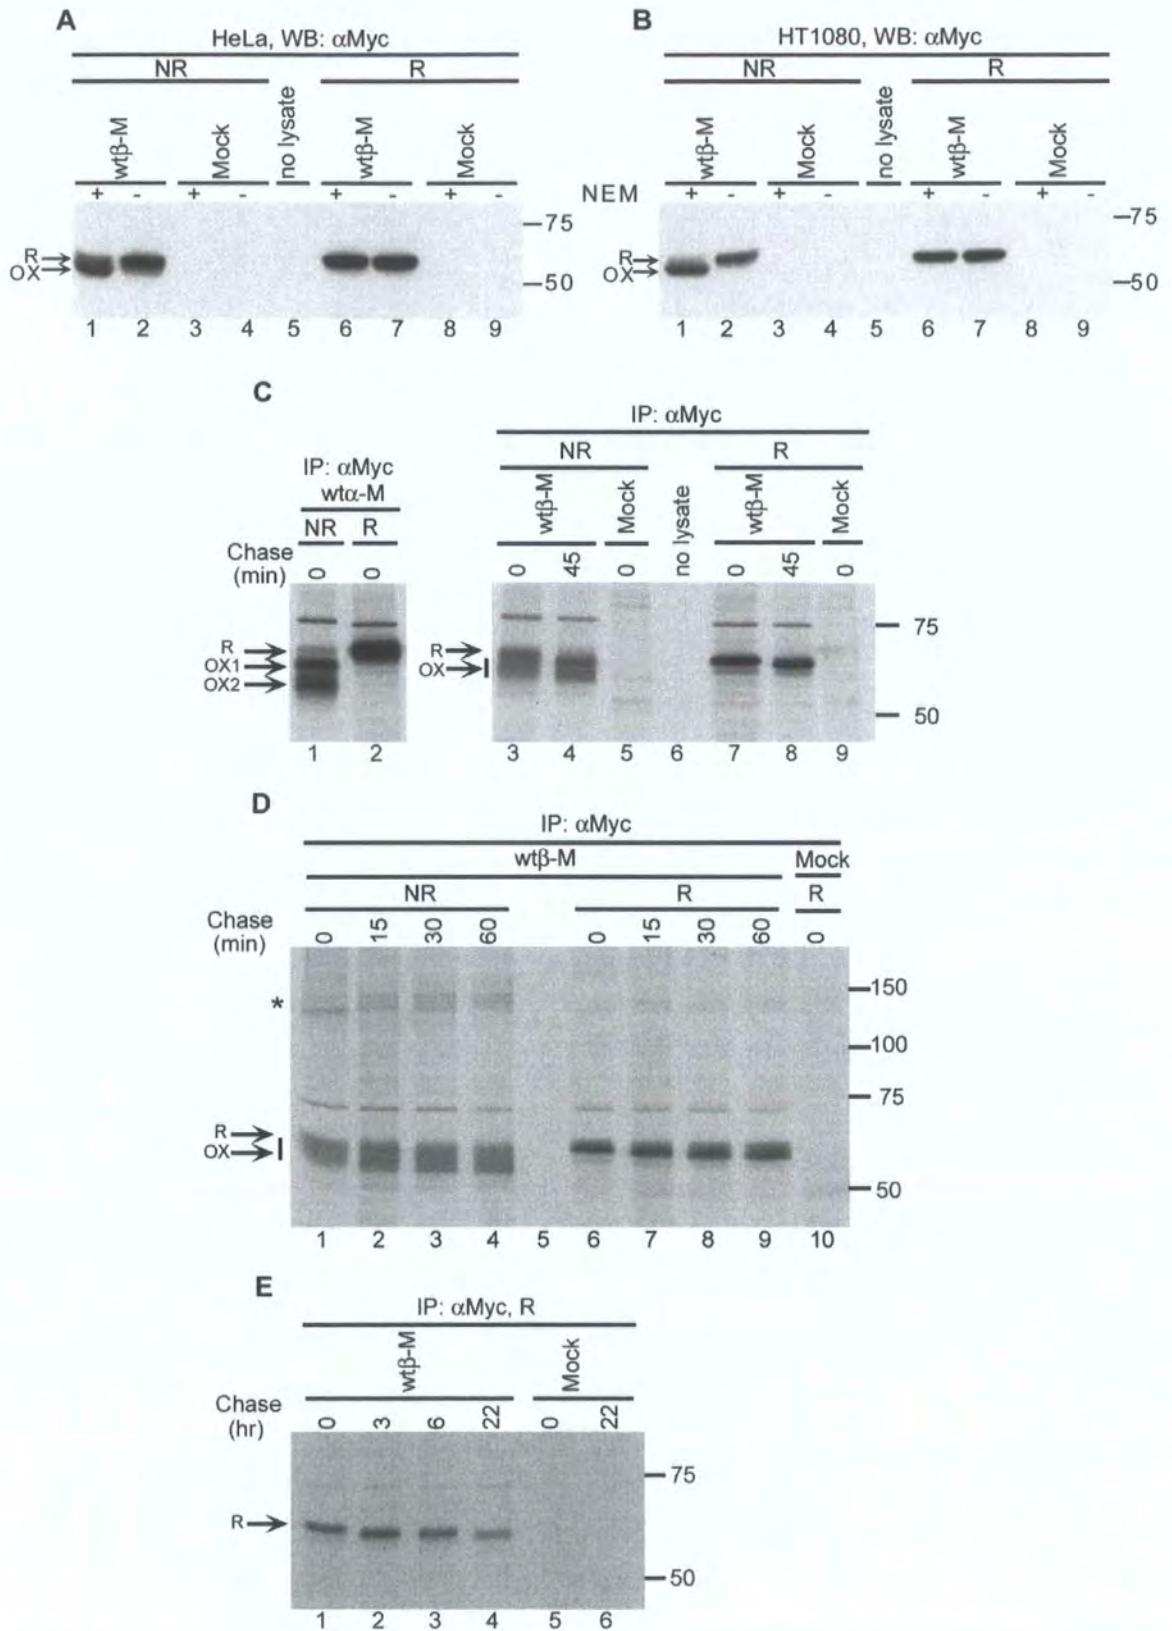 A
HeLa, WB: αMyc
NR R
wtβ-M Mock no lysate wtβ-M Mock
+ - + - + - + -
R
OX
75
50
1 2 3 4 5 6 7 8 9
B
HT1080, WB: αMyc
NR R
wtβ-M Mock no lysate wtβ-M Mock
NEM + - + - + - + -
R
OX
75
50
1 2 3 4 5 6 7 8 9
C
IP: αMyc
wtα-M
NR R
Chase
(min)
0 0
R
OX1
OX2
1 2
IP: αMyc
NR R
wtβ-M Mock no lysate wtβ-M Mock
0 45 0 0 45 0
R
OX
75
50
3 4 5 6 7 8 9
D
IP: αMyc
wtβ-M Mock
NR R R
Chase
(min)
0 15 30 60 0 15 30 60 0
*
R
OX
150
100
75
50
1 2 3 4 5 6 7 8 9 10
E
IP: αMyc, R
wtβ-M Mock
Chase
(hr)
0 3 6 22 0 22
R
75
50
1 2 3 4 5 6